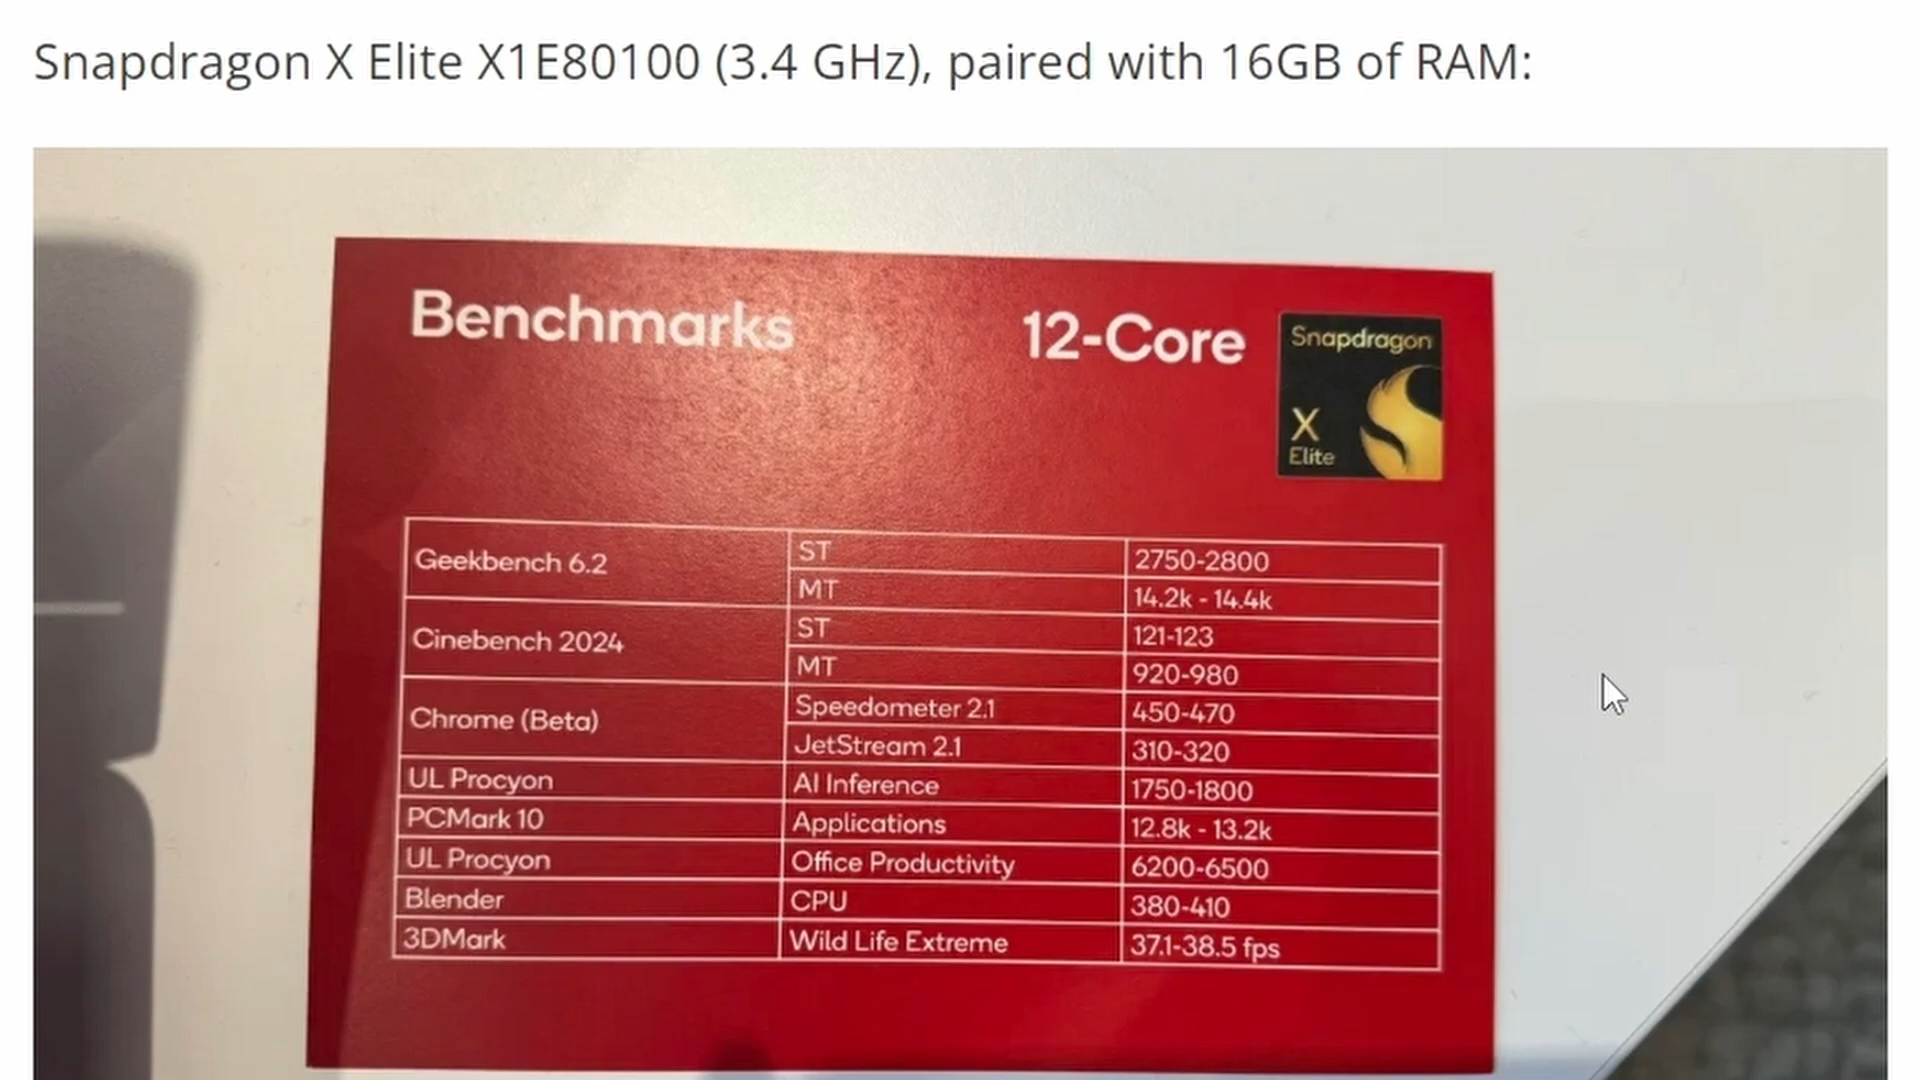 Snapdragon X Elite X1E80100 (3.4 GHz), paired with 16GB of RAM:
Benchmarks 12-Core
Snapdragon
X
Elite
Geekbench 6.2 ST 2750-2800
MT 14.2k - 14.4k
Cinebench 2024 ST 121-123
MT 920-980
Chrome (Beta) Speedometer 2.1 450-470
JetStream 2.1 310-320
UL Procyon AI Inference 1750-1800
PCMark 10 Applications 12.8k - 13.2k
UL Procyon Office Productivity 6200-6500
Blender CPU 380-410
3DMark Wild Life Extreme 37.1-38.5 fps